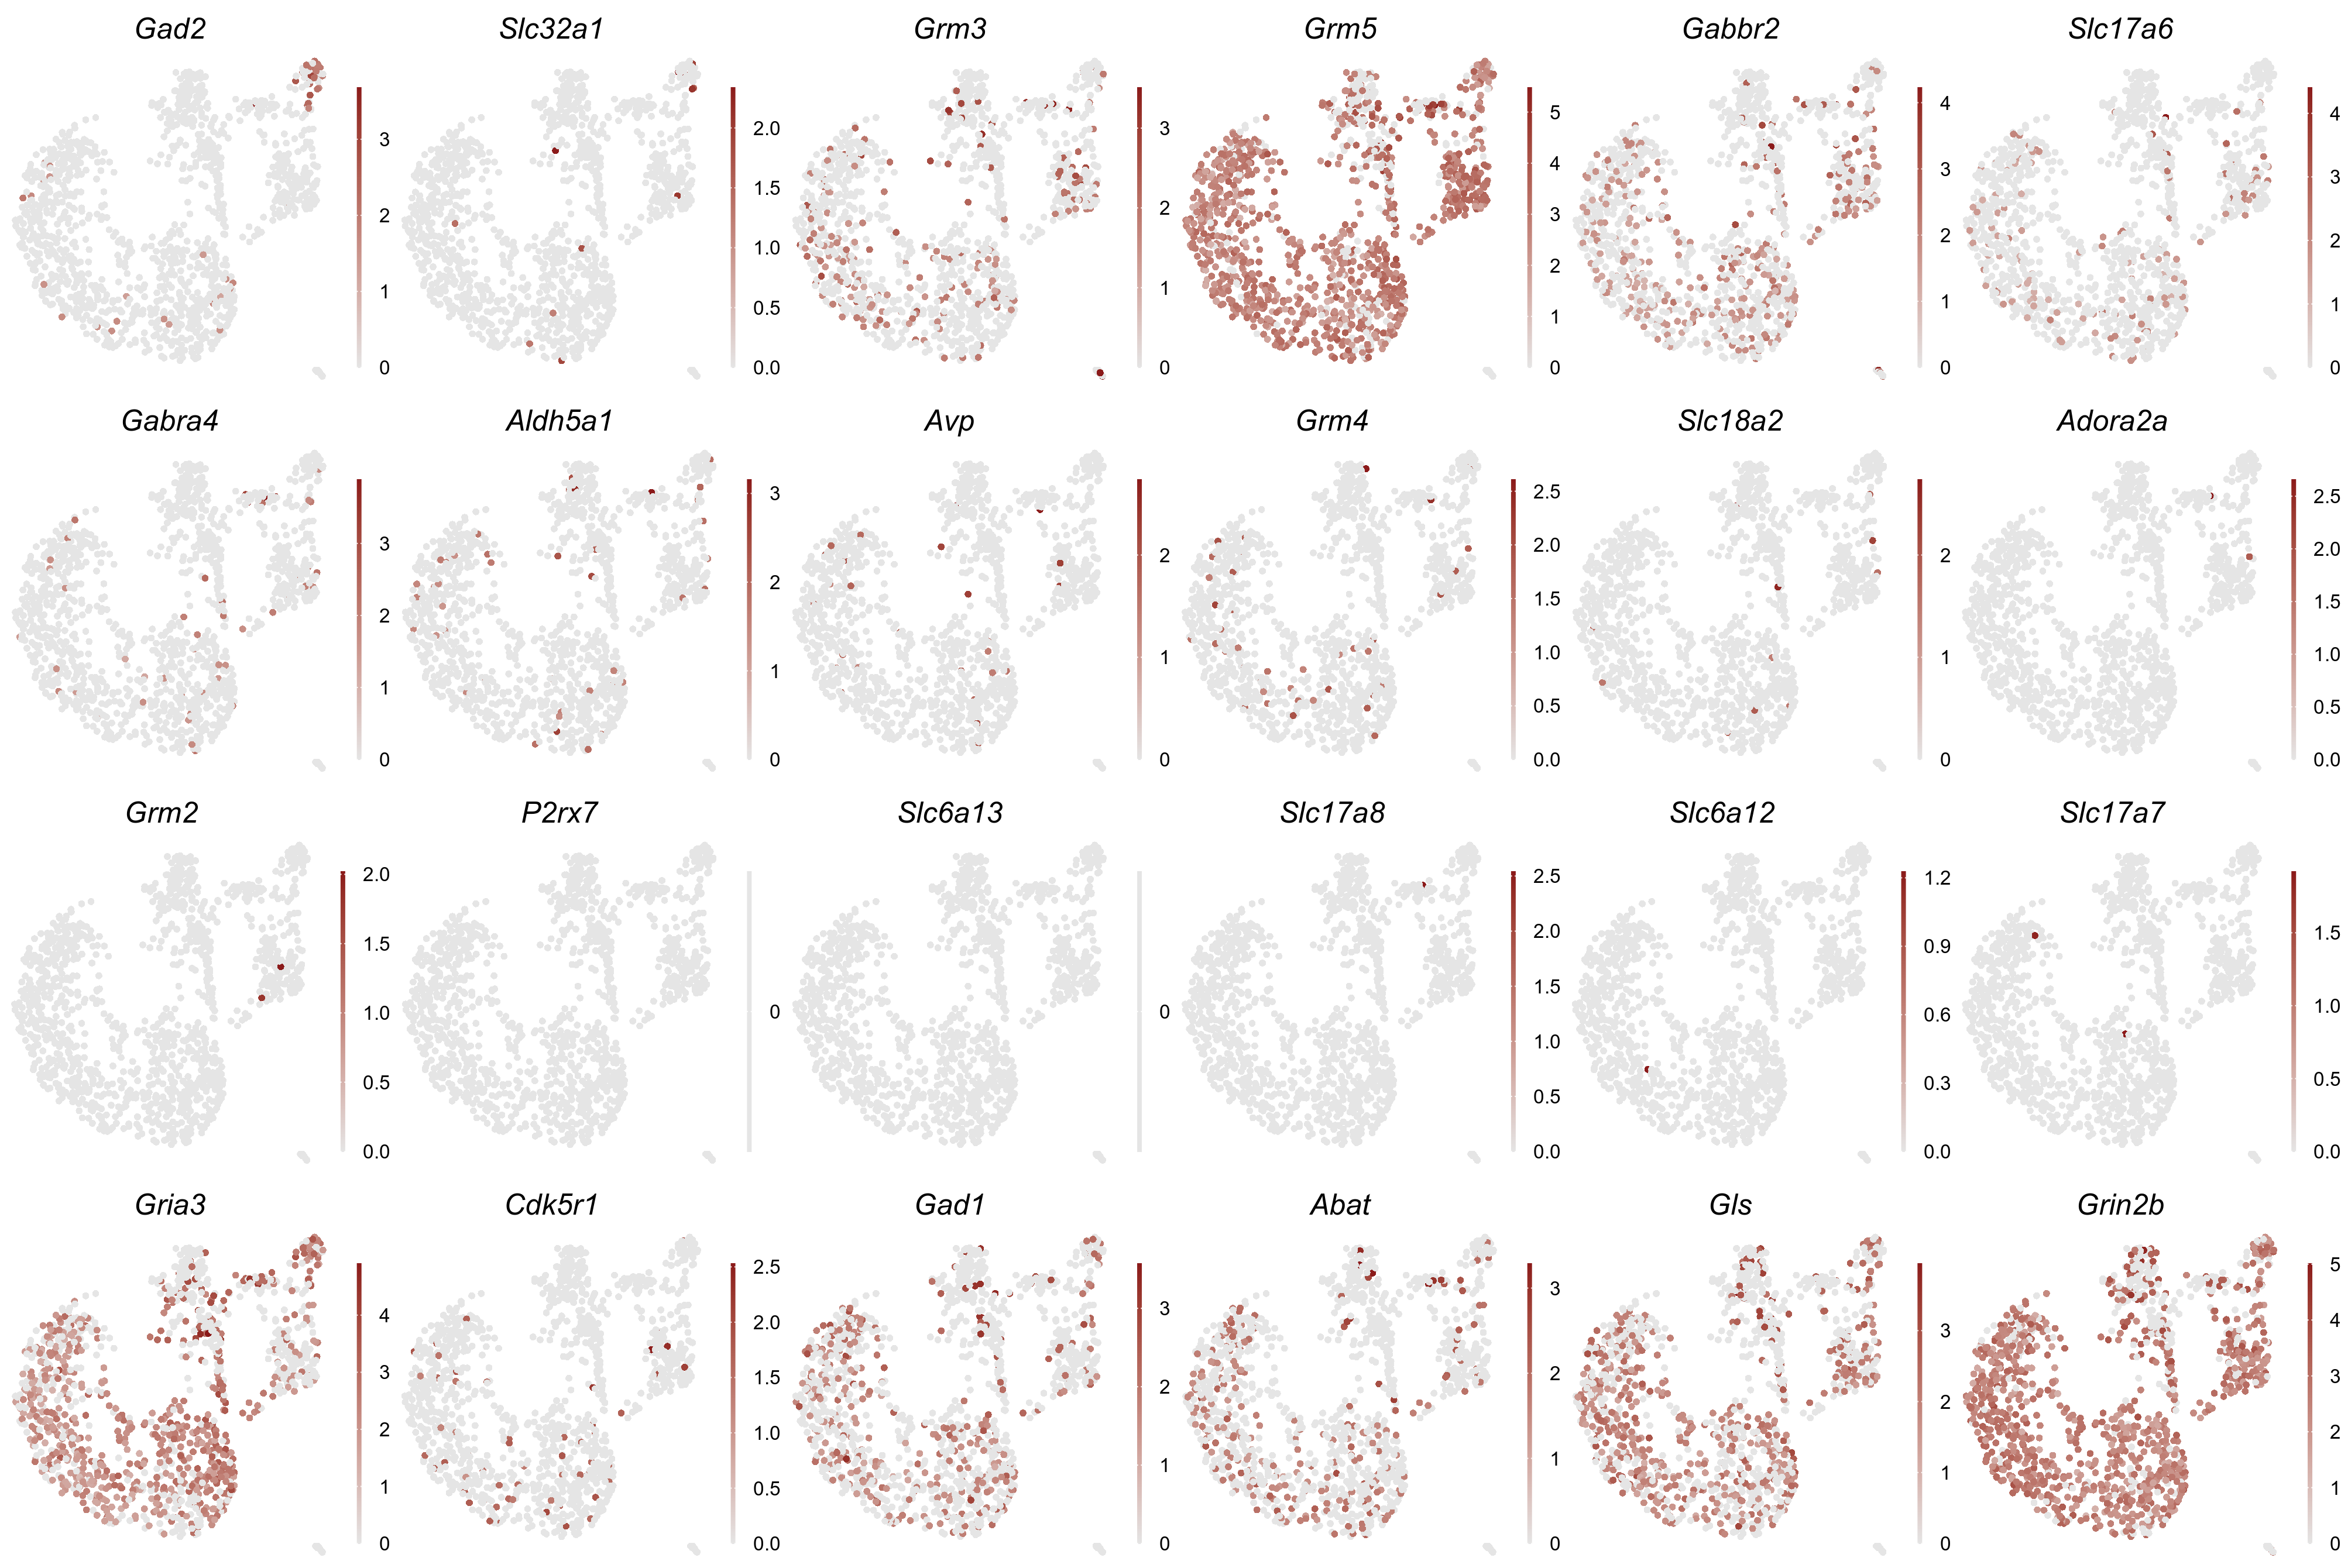 Gad2 Slc32a1 Grm3 Grm5 Gabbr2 Slc17a6
3 2 1 0
2.0 1.5 1.0 0.5 0.0
3 2 1 0
5 4 3 2 1 0
4 3 2 1 0
4 3 2 1 0
Gabra4 Aldh5a1 Avp Grm4 Slc18a2 Adora2a
3 2 1 0
3 2 1 0
2 1 0
2.5 2.0 1.5 1.0 0.5 0.0
2 1 0
2.5 2.0 1.5 1.0 0.5 0.0
Grm2 P2rx7 Slc6a13 Slc17a8 Slc6a12 Slc17a7
2.0 1.5 1.0 0.5 0.0
0
0
2.5 2.0 1.5 1.0 0.5 0.0
1.2 0.9 0.6 0.3 0.0
1.5 1.0 0.5 0.0
Gria3 Cdk5r1 Gad1 Abat Gls Grin2b
4 3 2 1 0
2.5 2.0 1.5 1.0 0.5 0.0
3 2 1 0
3 2 1 0
3 2 1 0
5 4 3 2 1 0